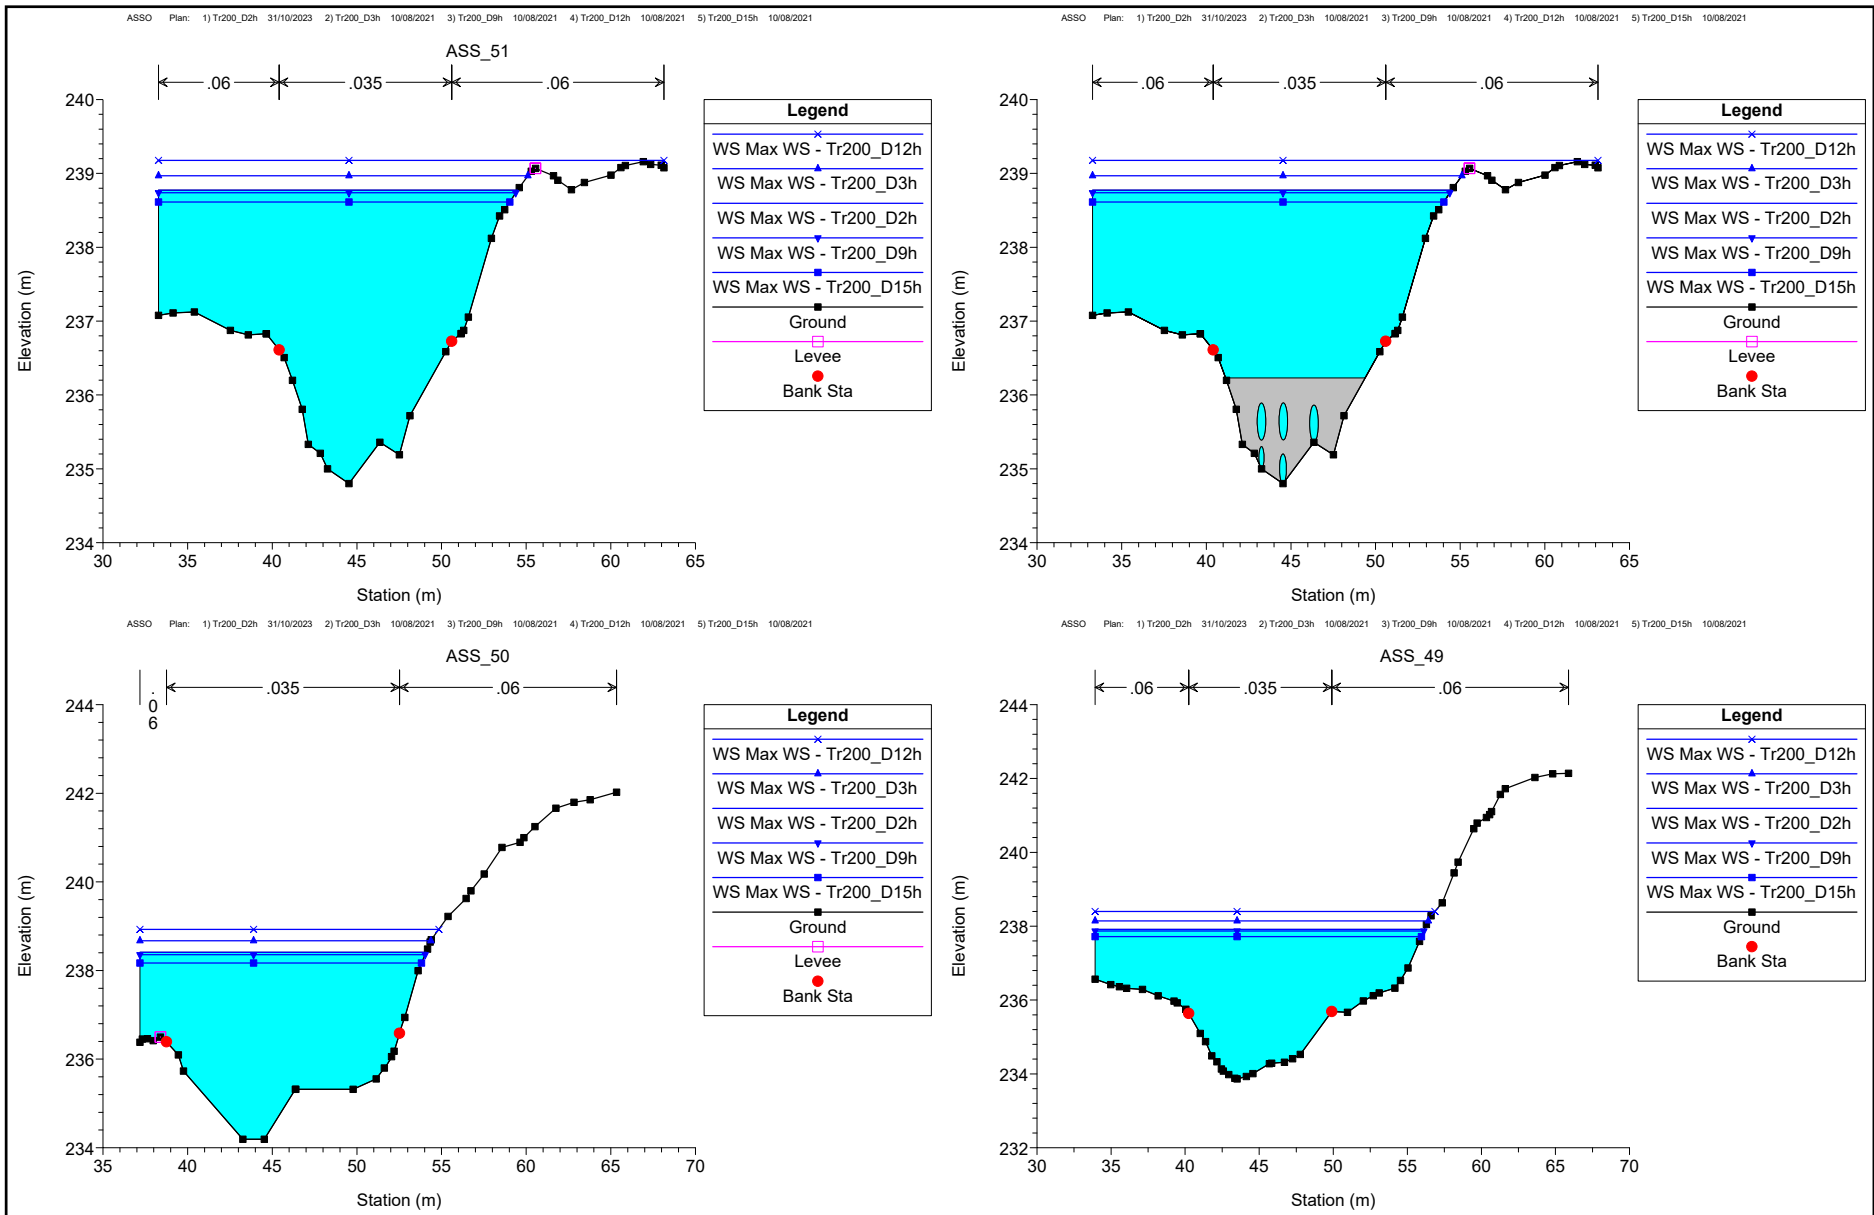 ASSO Plan: 1) Tr200_D2h 31/10/2023 2) Tr200_D3h 10/08/2021 3) Tr200_D9h 10/08/2021 4) Tr200_D12h 10/08/2021 5) Tr200_D15h 10/08/2021
ASS_51
.06 .035 .06
240
239
238
237
236
235
234
Elevation (m)
30 35 40 45 50 55 60 65
Station (m)
Legend
WS Max WS - Tr200_D12h
WS Max WS - Tr200_D3h
WS Max WS - Tr200_D2h
WS Max WS - Tr200_D9h
WS Max WS - Tr200_D15h
Ground
Levee
Bank Sta
ASSO Plan: 1) Tr200_D2h 31/10/2023 2) Tr200_D3h 10/08/2021 3) Tr200_D9h 10/08/2021 4) Tr200_D12h 10/08/2021 5) Tr200_D15h 10/08/2021
.06 .035 .06
240
239
238
237
236
235
234
Elevation (m)
30 35 40 45 50 55 60 65
Station (m)
Legend
WS Max WS - Tr200_D12h
WS Max WS - Tr200_D3h
WS Max WS - Tr200_D2h
WS Max WS - Tr200_D9h
WS Max WS - Tr200_D15h
Ground
Levee
Bank Sta
ASSO Plan: 1) Tr200_D2h 31/10/2023 2) Tr200_D3h 10/08/2021 3) Tr200_D9h 10/08/2021 4) Tr200_D12h 10/08/2021 5) Tr200_D15h 10/08/2021
ASS_50
.06 .035 .06
244
242
240
238
236
234
Elevation (m)
35 40 45 50 55 60 65 70
Station (m)
Legend
WS Max WS - Tr200_D12h
WS Max WS - Tr200_D3h
WS Max WS - Tr200_D2h
WS Max WS - Tr200_D9h
WS Max WS - Tr200_D15h
Ground
Levee
Bank Sta
ASSO Plan: 1) Tr200_D2h 31/10/2023 2) Tr200_D3h 10/08/2021 3) Tr200_D9h 10/08/2021 4) Tr200_D12h 10/08/2021 5) Tr200_D15h 10/08/2021
ASS_49
.06 .035 .06
244
242
240
238
236
234
232
Elevation (m)
30 35 40 45 50 55 60 65 70
Station (m)
Legend
WS Max WS - Tr200_D12h
WS Max WS - Tr200_D3h
WS Max WS - Tr200_D2h
WS Max WS - Tr200_D9h
WS Max WS - Tr200_D15h
Ground
Bank Sta